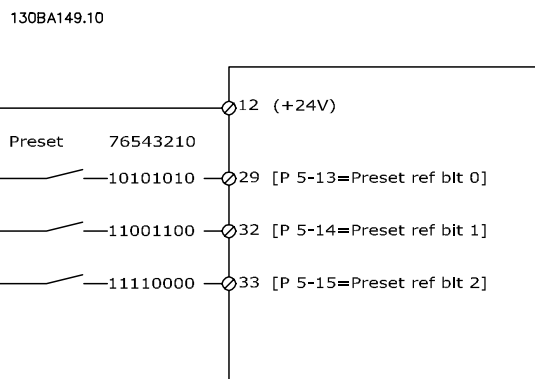 130BA149.10
12 (+24V)
Preset 76543210
10101010 29 [P 5-13=Preset ref bit 0]
11001100 32 [P 5-14=Preset ref bit 1]
11110000 33 [P 5-15=Preset ref bit 2]